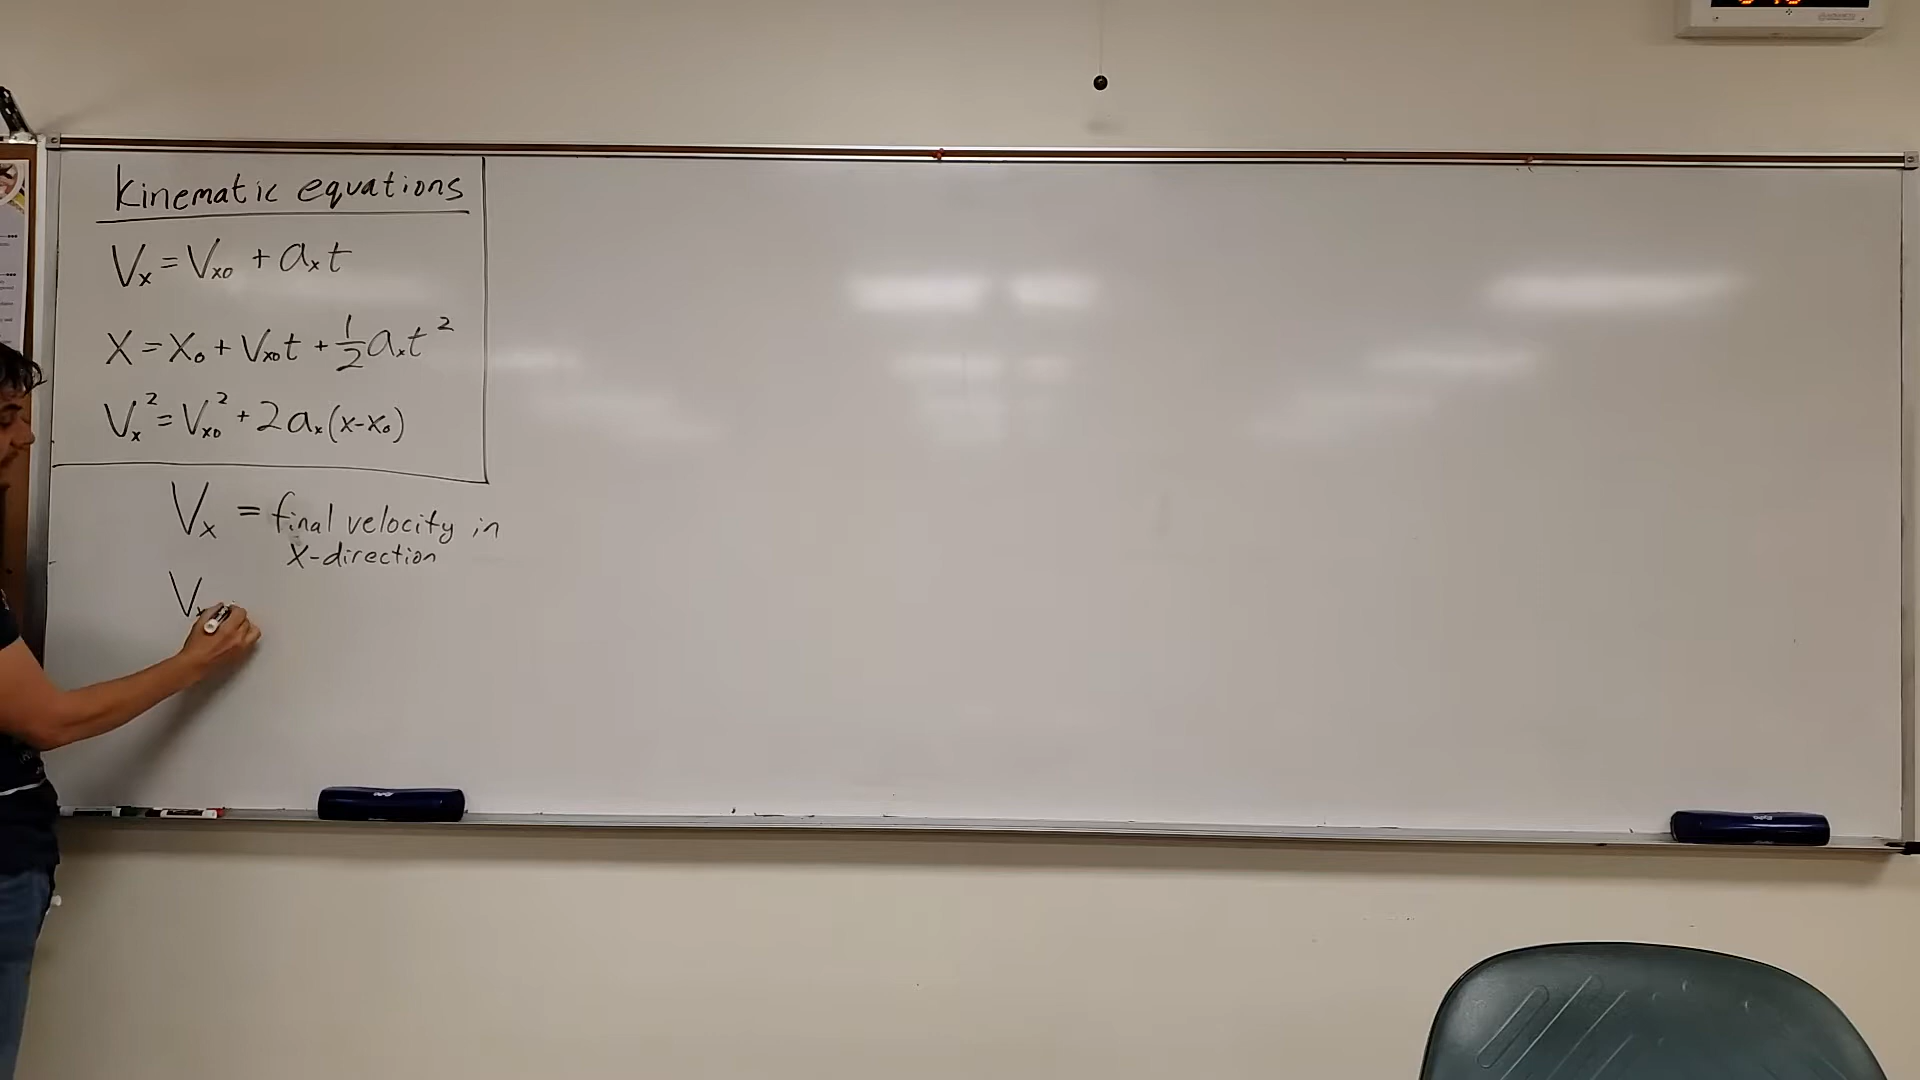 Kinematic equations
Vx = Vx0 + axt
X = X0 + Vx0t + 1/2 axt²
Vx² = Vx0² + 2ax(x-x0)
Vx = final velocity in
X-direction
Vx